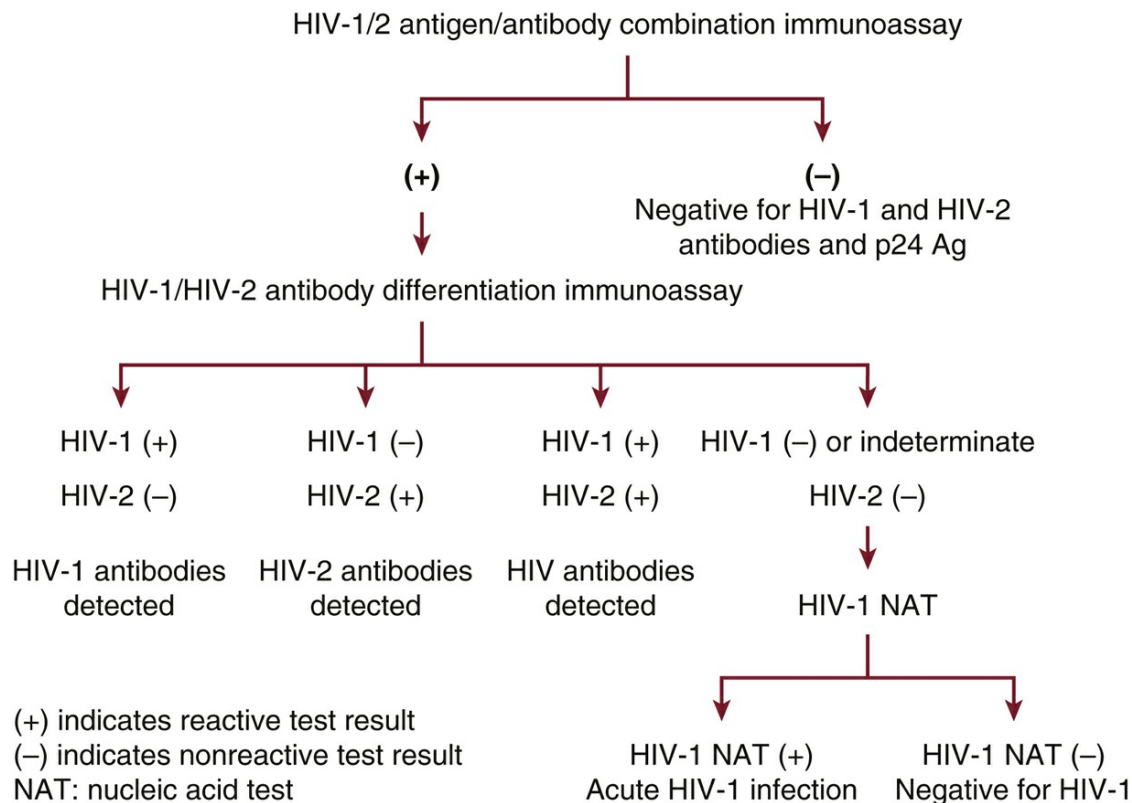 HIV-1/2 antigen/antibody combination immunoassay
(+)
(–)
Negative for HIV-1 and HIV-2
antibodies and p24 Ag
HIV-1/HIV-2 antibody differentiation immunoassay
HIV-1 (+)
HIV-2 (–)
HIV-1 antibodies
detected
HIV-1 (–)
HIV-2 (+)
HIV-2 antibodies
detected
HIV-1 (+)
HIV-2 (+)
HIV antibodies
detected
HIV-1 (–) or indeterminate
HIV-2 (–)
HIV-1 NAT
HIV-1 NAT (+)
Acute HIV-1 infection
HIV-1 NAT (–)
Negative for HIV-1
(+) indicates reactive test result
(–) indicates nonreactive test result
NAT: nucleic acid test